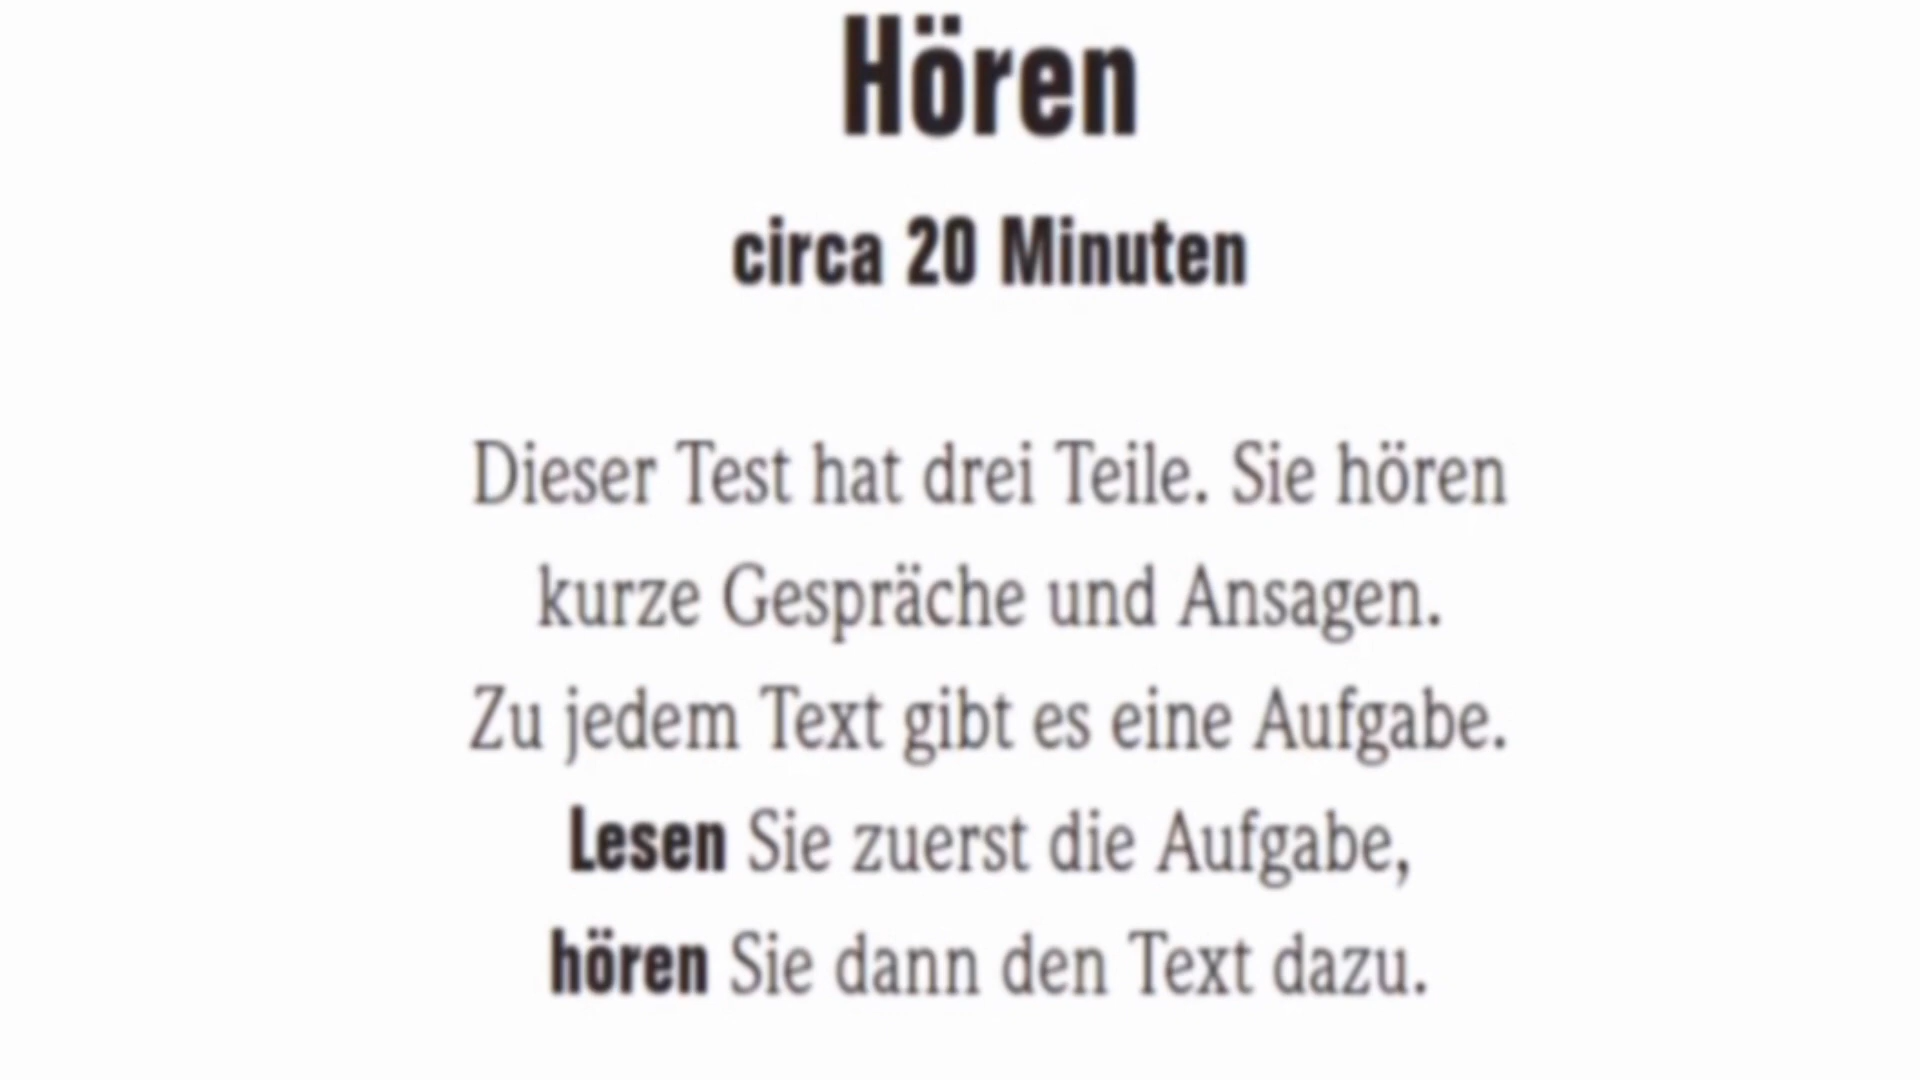 Hören
circa 20 Minuten
Dieser Test hat drei Teile. Sie hören
kurze Gespräche und Ansagen.
Zu jedem Text gibt es eine Aufgabe.
Lesen Sie zuerst die Aufgabe,
hören Sie dann den Text dazu.